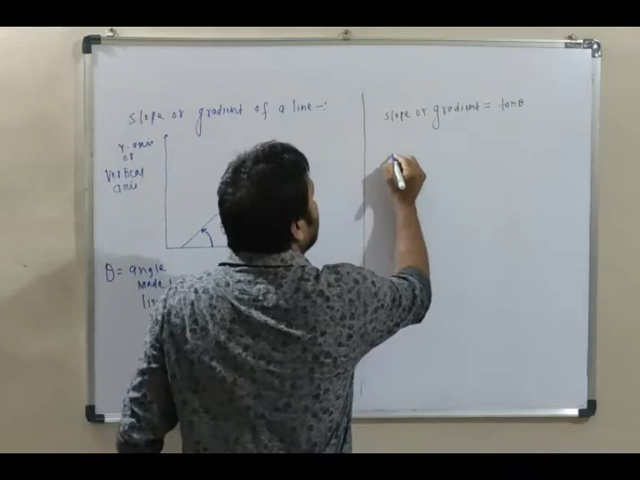 slope or gradient of a line -:
Y-axis
or
Vertical
axis
θ = angle
made
slope or gradient = tanθ